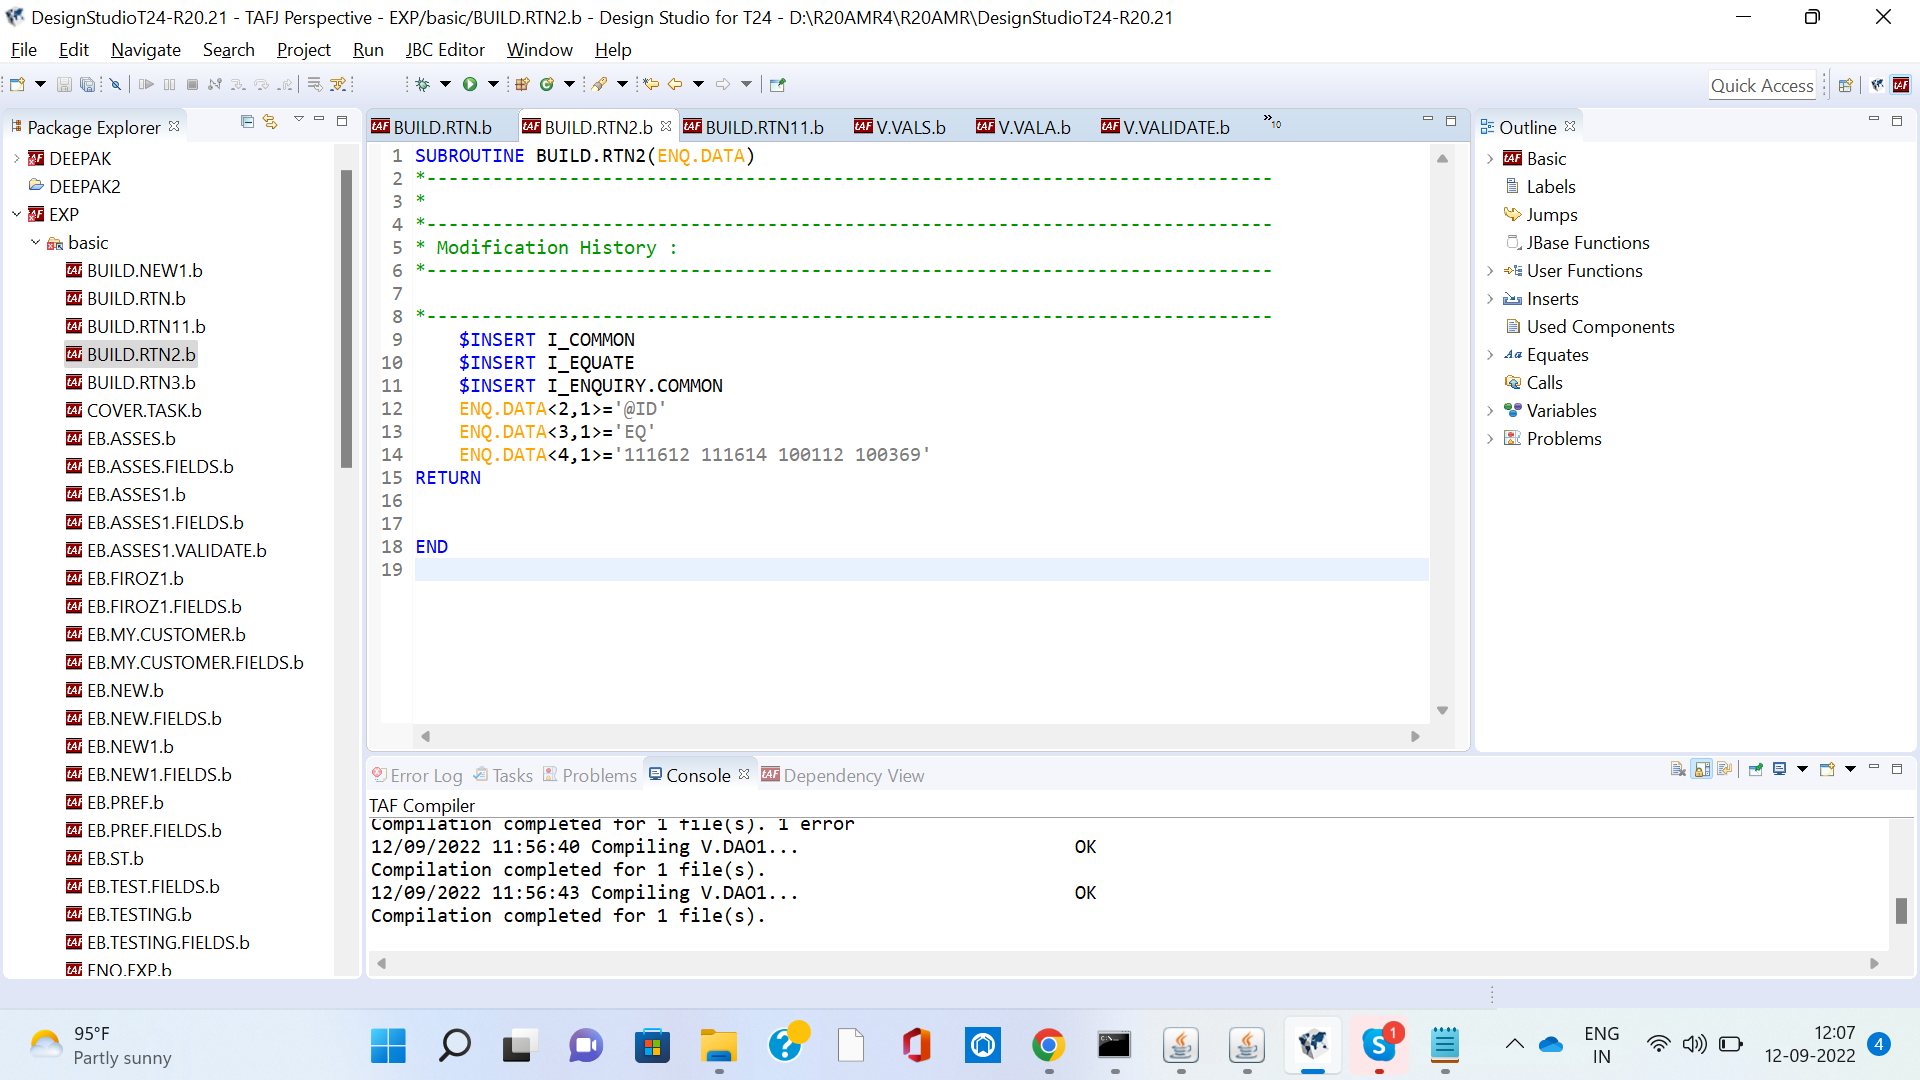 DesignStudioT24-R20.21 - TAFJ Perspective - EXP/basic/BUILD.RTN2.b - Design Studio for T24 - D:\R20AMR4\R20AMR\DesignStudioT24-R20.21
File Edit Navigate Search Project Run JBC Editor Window Help
Quick Access
Package Explorer
DEEPAK
DEEPAK2
EXP
basic
BUILD.NEW1.b
BUILD.RTN.b
BUILD.RTN11.b
BUILD.RTN2.b
BUILD.RTN3.b
COVER.TASK.b
EB.ASSES.b
EB.ASSES.FIELDS.b
EB.ASSES1.b
EB.ASSES1.FIELDS.b
EB.ASSES1.VALIDATE.b
EB.FIROZ1.b
EB.FIROZ1.FIELDS.b
EB.MY.CUSTOMER.b
EB.MY.CUSTOMER.FIELDS.b
EB.NEW.b
EB.NEW.FIELDS.b
EB.NEW1.b
EB.NEW1.FIELDS.b
EB.PREF.b
EB.PREF.FIELDS.b
EB.ST.b
EB.TEST.FIELDS.b
EB.TESTING.b
EB.TESTING.FIELDS.b
ENQ.EXP.b
BUILD.RTN.b BUILD.RTN2.b BUILD.RTN11.b V.VALS.b V.VALA.b V.VALIDATE.b »10
1 SUBROUTINE BUILD.RTN2(ENQ.DATA)
2 *-----------------------------------------------------------------------------
3 *
4 *-----------------------------------------------------------------------------
5 * Modification History :
6 *-----------------------------------------------------------------------------
7
8 *-----------------------------------------------------------------------------
9 $INSERT I_COMMON
10 $INSERT I_EQUATE
11 $INSERT I_ENQUIRY.COMMON
12 ENQ.DATA<2,1>='@ID'
13 ENQ.DATA<3,1>='EQ'
14 ENQ.DATA<4,1>='111612 111614 100112 100369'
15 RETURN
16
17
18 END
19
Outline
Basic
Labels
Jumps
JBase Functions
User Functions
Inserts
Used Components
Equates
Calls
Variables
Problems
Error Log Tasks Problems Console Dependency View
TAF Compiler
Compilation completed for 1 file(s). 1 error
12/09/2022 11:56:40 Compiling V.DAO1... OK
Compilation completed for 1 file(s).
12/09/2022 11:56:43 Compiling V.DAO1... OK
Compilation completed for 1 file(s).
95°F
Partly sunny
1
ENG
IN
12:07
12-09-2022
4